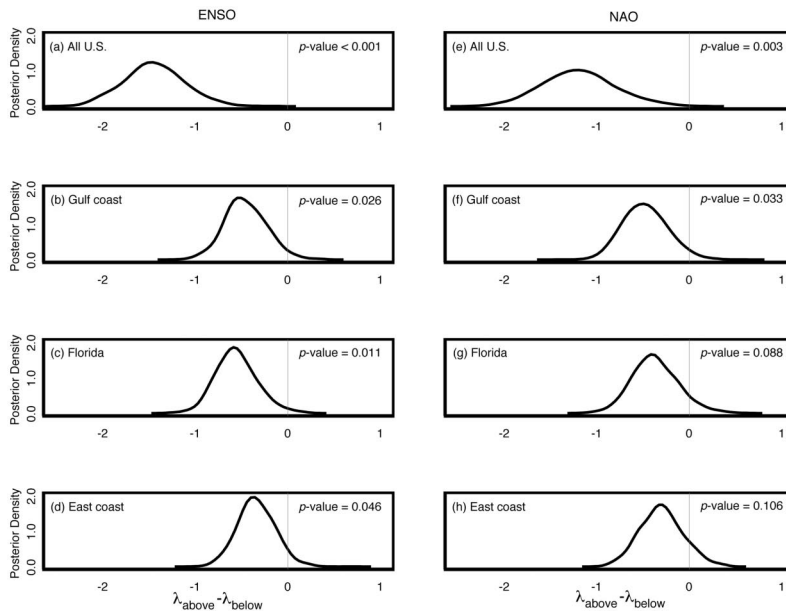 ENSO
NAO
Posterior Density
2.0
1.0
0.0
(a) All U.S.
p-value < 0.001
-2 -1 0 1
(e) All U.S.
p-value = 0.003
-2 -1 0 1
Posterior Density
2.0
1.0
0.0
(b) Gulf coast
p-value = 0.026
-2 -1 0 1
(f) Gulf coast
p-value = 0.033
-2 -1 0 1
Posterior Density
2.0
1.0
0.0
(c) Florida
p-value = 0.011
-2 -1 0 1
(g) Florida
p-value = 0.088
-2 -1 0 1
Posterior Density
2.0
1.0
0.0
(d) East coast
p-value = 0.046
-2 -1 0 1
λabove-λbelow
(h) East coast
p-value = 0.106
-2 -1 0 1
λabove-λbelow